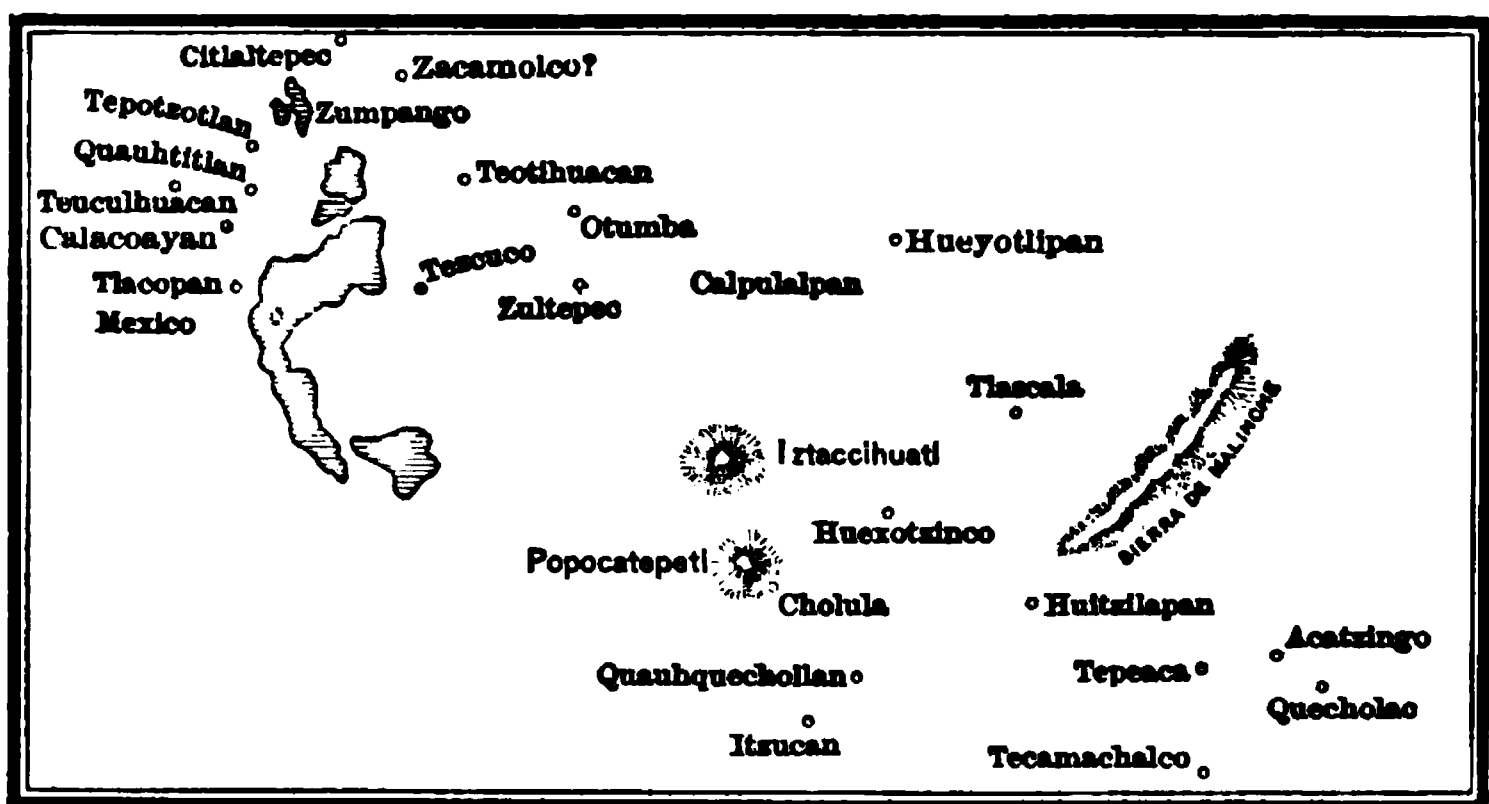 Citlaltepec
Zacamolco?
Tepotzotlan
Zumpango
Quauhtitlan
Teotihuacan
Teuculhuacan
Otumba
Calacoayan
Hueyotlipan
Tezcuco
Tlacopan
Calpulalpan
Zultepec
Mexico
Tlascala
SIERRA DE MALINCHE
Iztaccihuatl
Huexotzinco
Popocatepetl
Cholula
Huitzilapan
Acatzingo
Quauhquechollan
Tepeaca
Quecholac
Itzucan
Tecamachalco